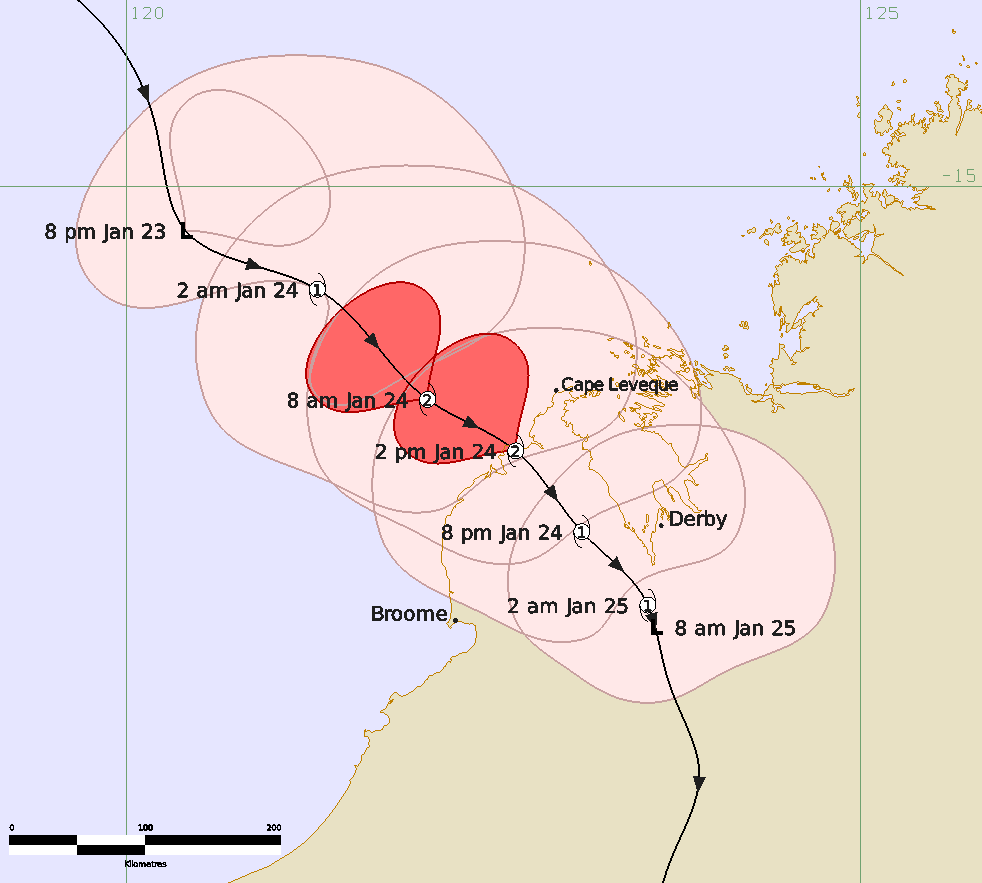 120
125
-15
8 pm Jan 23
L
2 am Jan 24
1
8 am Jan 24
2
Cape Leveque
2 pm Jan 24
2
8 pm Jan 24
1
Derby
2 am Jan 25
1
Broome
L
8 am Jan 25
0 100 200
Kilometres